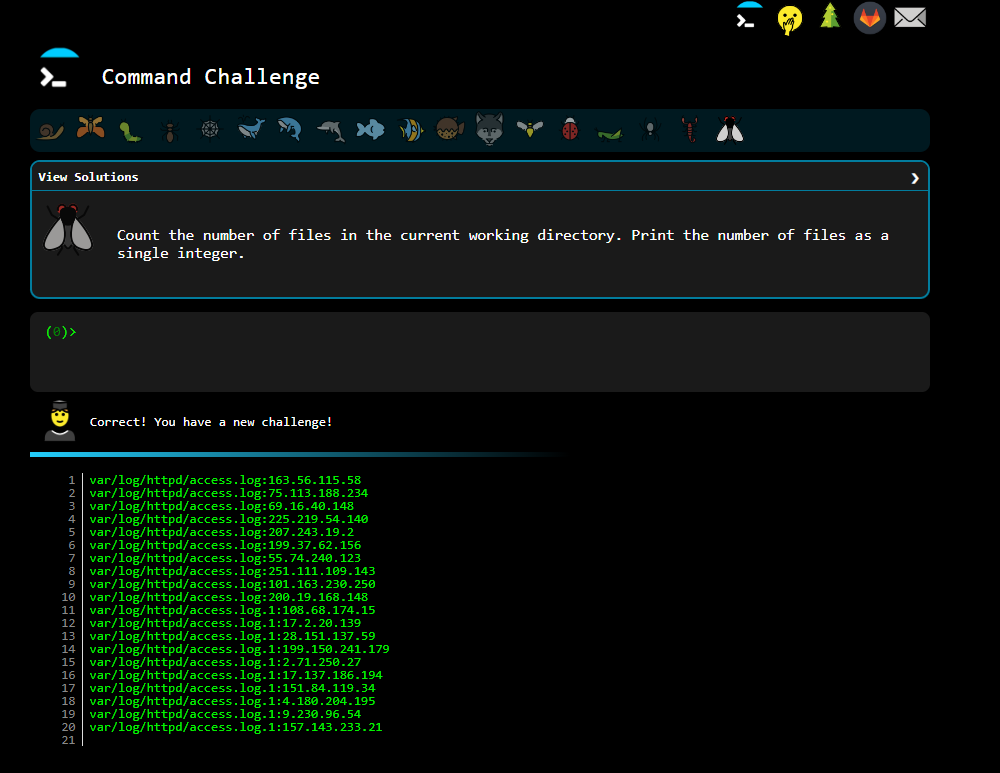 Command Challenge
View Solutions
Count the number of files in the current working directory. Print the number of files as a
single integer.
(0)>
Correct! You have a new challenge!
1 var/log/httpd/access.log:163.56.115.58
2 var/log/httpd/access.log:75.113.188.234
3 var/log/httpd/access.log:69.16.40.148
4 var/log/httpd/access.log:225.219.54.140
5 var/log/httpd/access.log:207.243.19.2
6 var/log/httpd/access.log:199.37.62.156
7 var/log/httpd/access.log:55.74.240.123
8 var/log/httpd/access.log:251.111.109.143
9 var/log/httpd/access.log:101.163.230.250
10 var/log/httpd/access.log:200.19.168.148
11 var/log/httpd/access.log.1:108.68.174.15
12 var/log/httpd/access.log.1:17.2.20.139
13 var/log/httpd/access.log.1:28.151.137.59
14 var/log/httpd/access.log.1:199.150.241.179
15 var/log/httpd/access.log.1:2.71.250.27
16 var/log/httpd/access.log.1:17.137.186.194
17 var/log/httpd/access.log.1:151.84.119.34
18 var/log/httpd/access.log.1:4.180.204.195
19 var/log/httpd/access.log.1:9.230.96.54
20 var/log/httpd/access.log.1:157.143.233.21
21